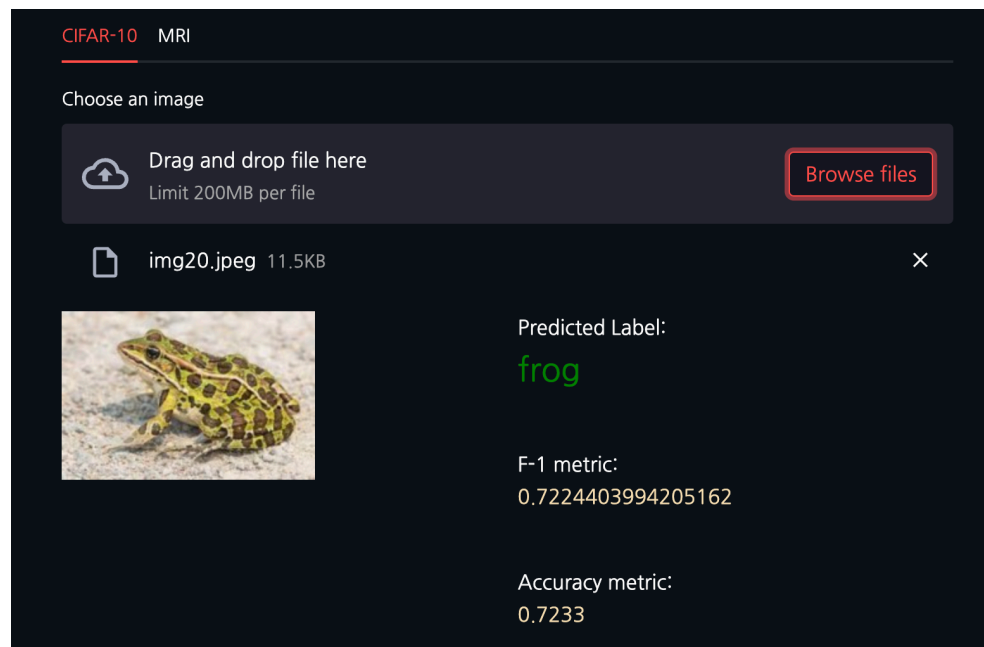 CIFAR-10 MRI
Choose an image
Drag and drop file here
Limit 200MB per file
Browse files
img20.jpeg 11.5KB
Predicted Label:
frog
F-1 metric:
0.7224403994205162
Accuracy metric:
0.7233